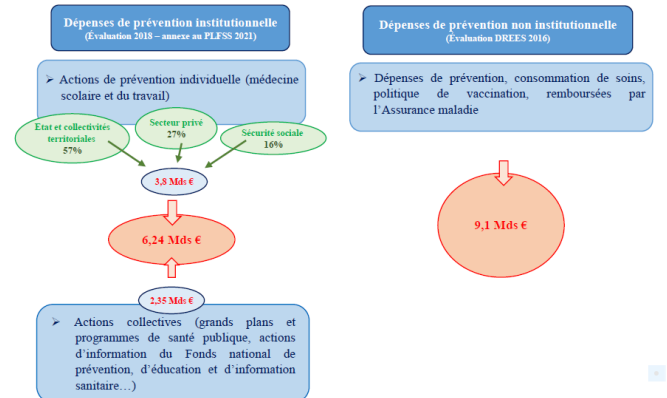 Dépenses de prévention institutionnelle
(Évaluation 2018 – annexe au PLFSS 2021)
➤ Actions de prévention individuelle (médecine
scolaire et du travail)
Etat et collectivités
territoriales
57%
Secteur privé
27%
Sécurité sociale
16%
3,8 Mds €
6,24 Mds €
2,35 Mds €
➤ Actions collectives (grands plans et
programmes de santé publique, actions
d’information du Fonds national de
prévention, d’éducation et d’information
sanitaire…)
Dépenses de prévention non institutionnelle
(Évaluation DREES 2016)
➤ Dépenses de prévention, consommation de soins,
politique de vaccination, remboursées par
l’Assurance maladie
9,1 Mds €